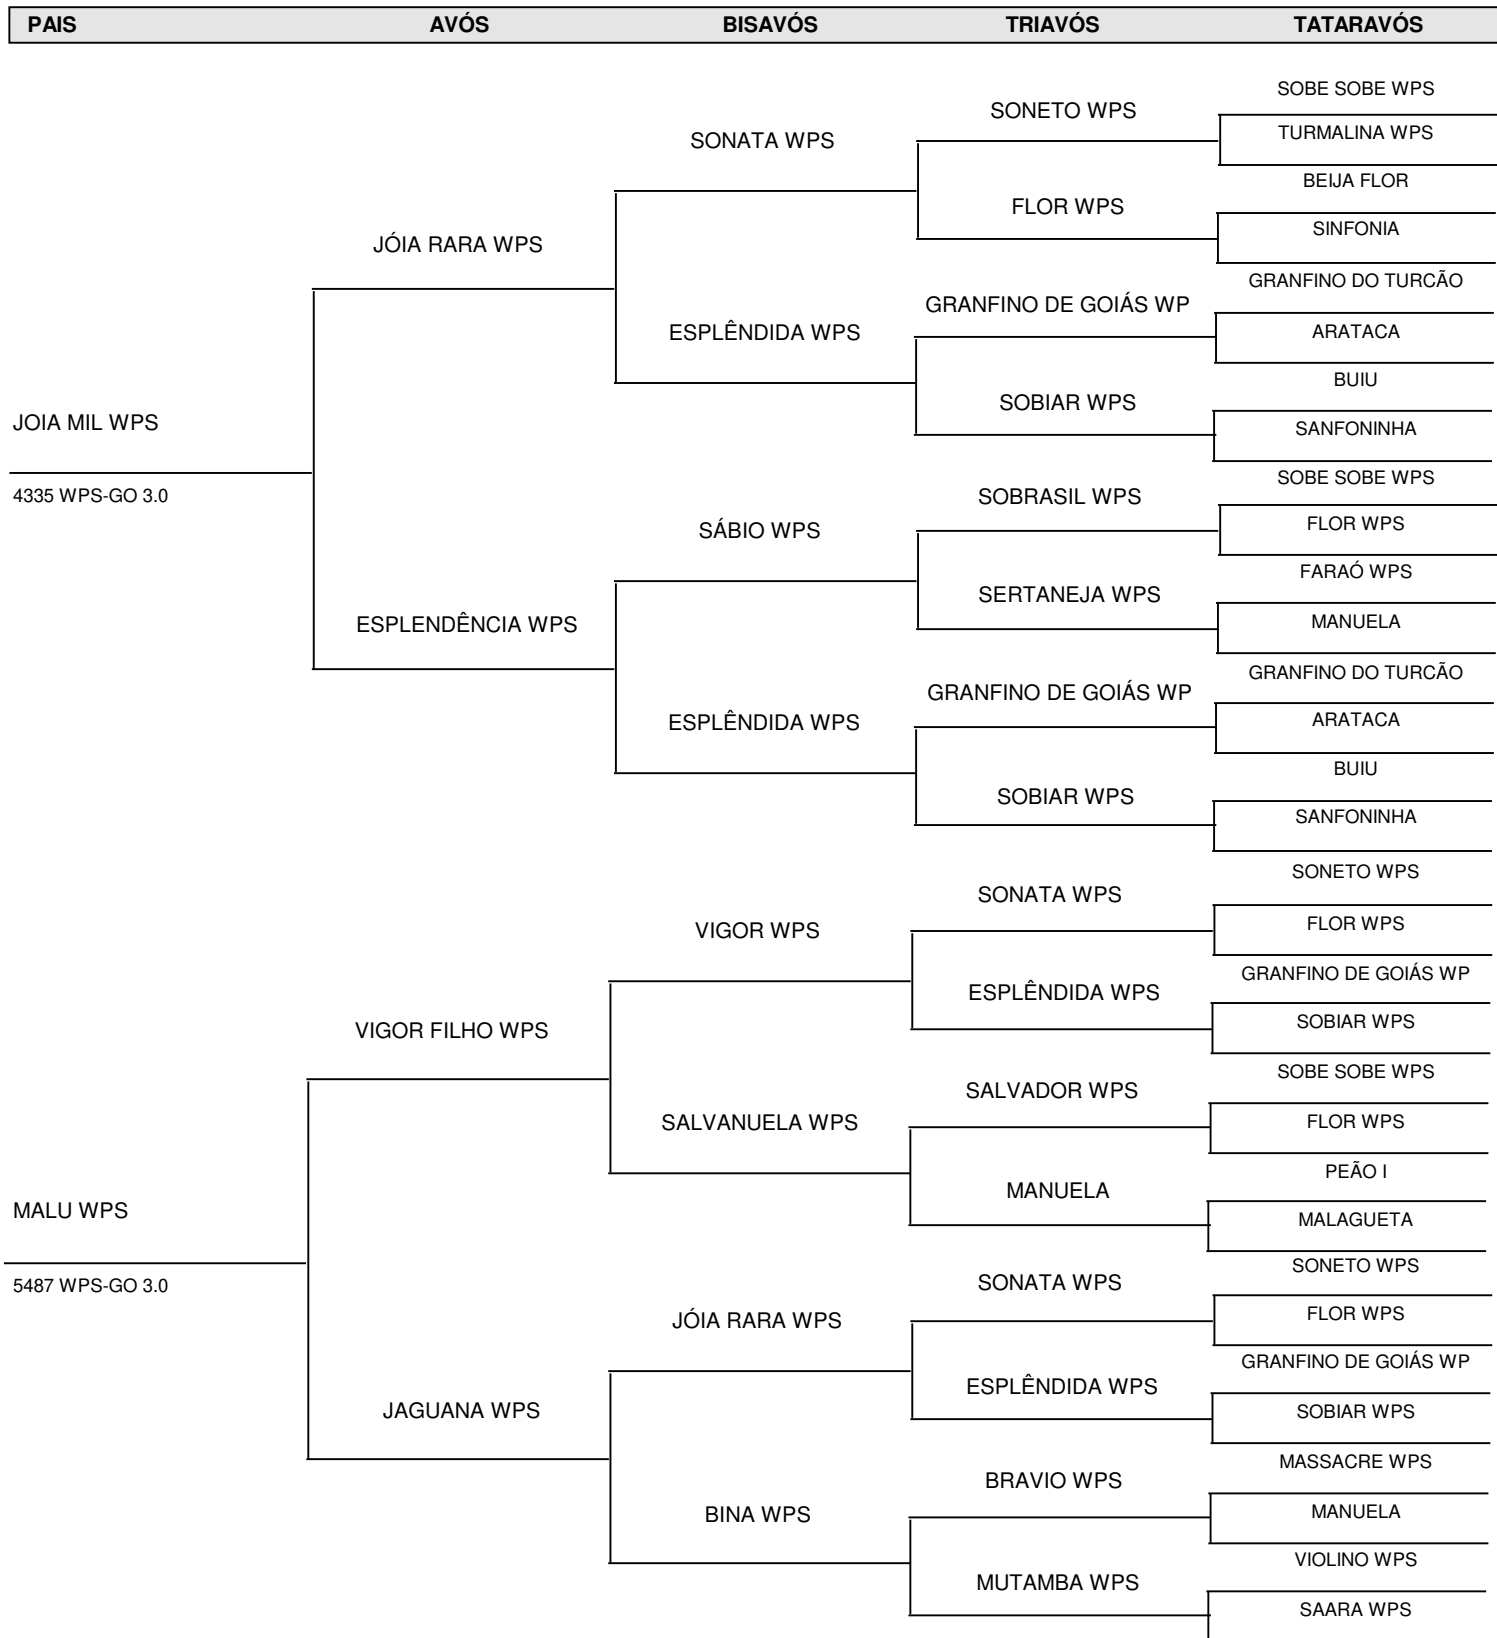 PAIS AVÓS BISAVÓS TRIAVÓS TATARAVÓS
SOBE SOBE WPS
SONETO WPS
TURMALINA WPS
SONATA WPS
BEIJA FLOR
FLOR WPS
SINFONIA
JÓIA RARA WPS
GRANFINO DO TURCÃO
GRANFINO DE GOIÁS WP
ARATACA
ESPLÊNDIDA WPS
BUIU
SOBIAR WPS
SANFONINHA
JOIA MIL WPS
4335 WPS-GO 3.0
SOBE SOBE WPS
SOBRASIL WPS
FLOR WPS
SÁBIO WPS
FARAÓ WPS
SERTANEJA WPS
MANUELA
ESPLENDÊNCIA WPS
GRANFINO DO TURCÃO
GRANFINO DE GOIÁS WP
ARATACA
ESPLÊNDIDA WPS
BUIU
SOBIAR WPS
SANFONINHA
SONETO WPS
SONATA WPS
FLOR WPS
VIGOR WPS
GRANFINO DE GOIÁS WP
ESPLÊNDIDA WPS
SOBIAR WPS
VIGOR FILHO WPS
SOBE SOBE WPS
SALVADOR WPS
FLOR WPS
SALVANUELA WPS
PEÃO I
MANUELA
MALAGUETA
MALU WPS
5487 WPS-GO 3.0
SONETO WPS
SONATA WPS
FLOR WPS
JÓIA RARA WPS
GRANFINO DE GOIÁS WP
ESPLÊNDIDA WPS
SOBIAR WPS
JAGUANA WPS
MASSACRE WPS
BRAVIO WPS
MANUELA
BINA WPS
VIOLINO WPS
MUTAMBA WPS
SAARA WPS